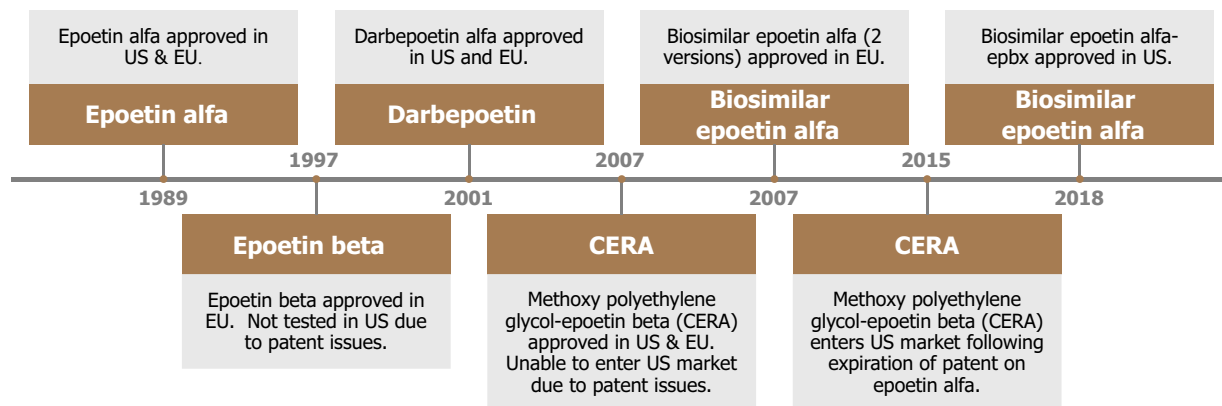 Epoetin alfa approved in
US & EU.
Epoetin alfa
Darbepoetin alfa approved
in US and EU.
Darbepoetin
Biosimilar epoetin alfa (2
versions) approved in EU.
Biosimilar
epoetin alfa
Biosimilar epoetin alfa-
epbx approved in US.
Biosimilar
epoetin alfa
1997
2007
2015
1989
2001
2007
2018
Epoetin beta
Epoetin beta approved in
EU.  Not tested in US due
to patent issues.
CERA
Methoxy polyethylene
glycol-epoetin beta (CERA)
approved in US & EU.
Unable to enter US market
due to patent issues.
CERA
Methoxy polyethylene
glycol-epoetin beta (CERA)
enters US market following
expiration of patent on
epoetin alfa.